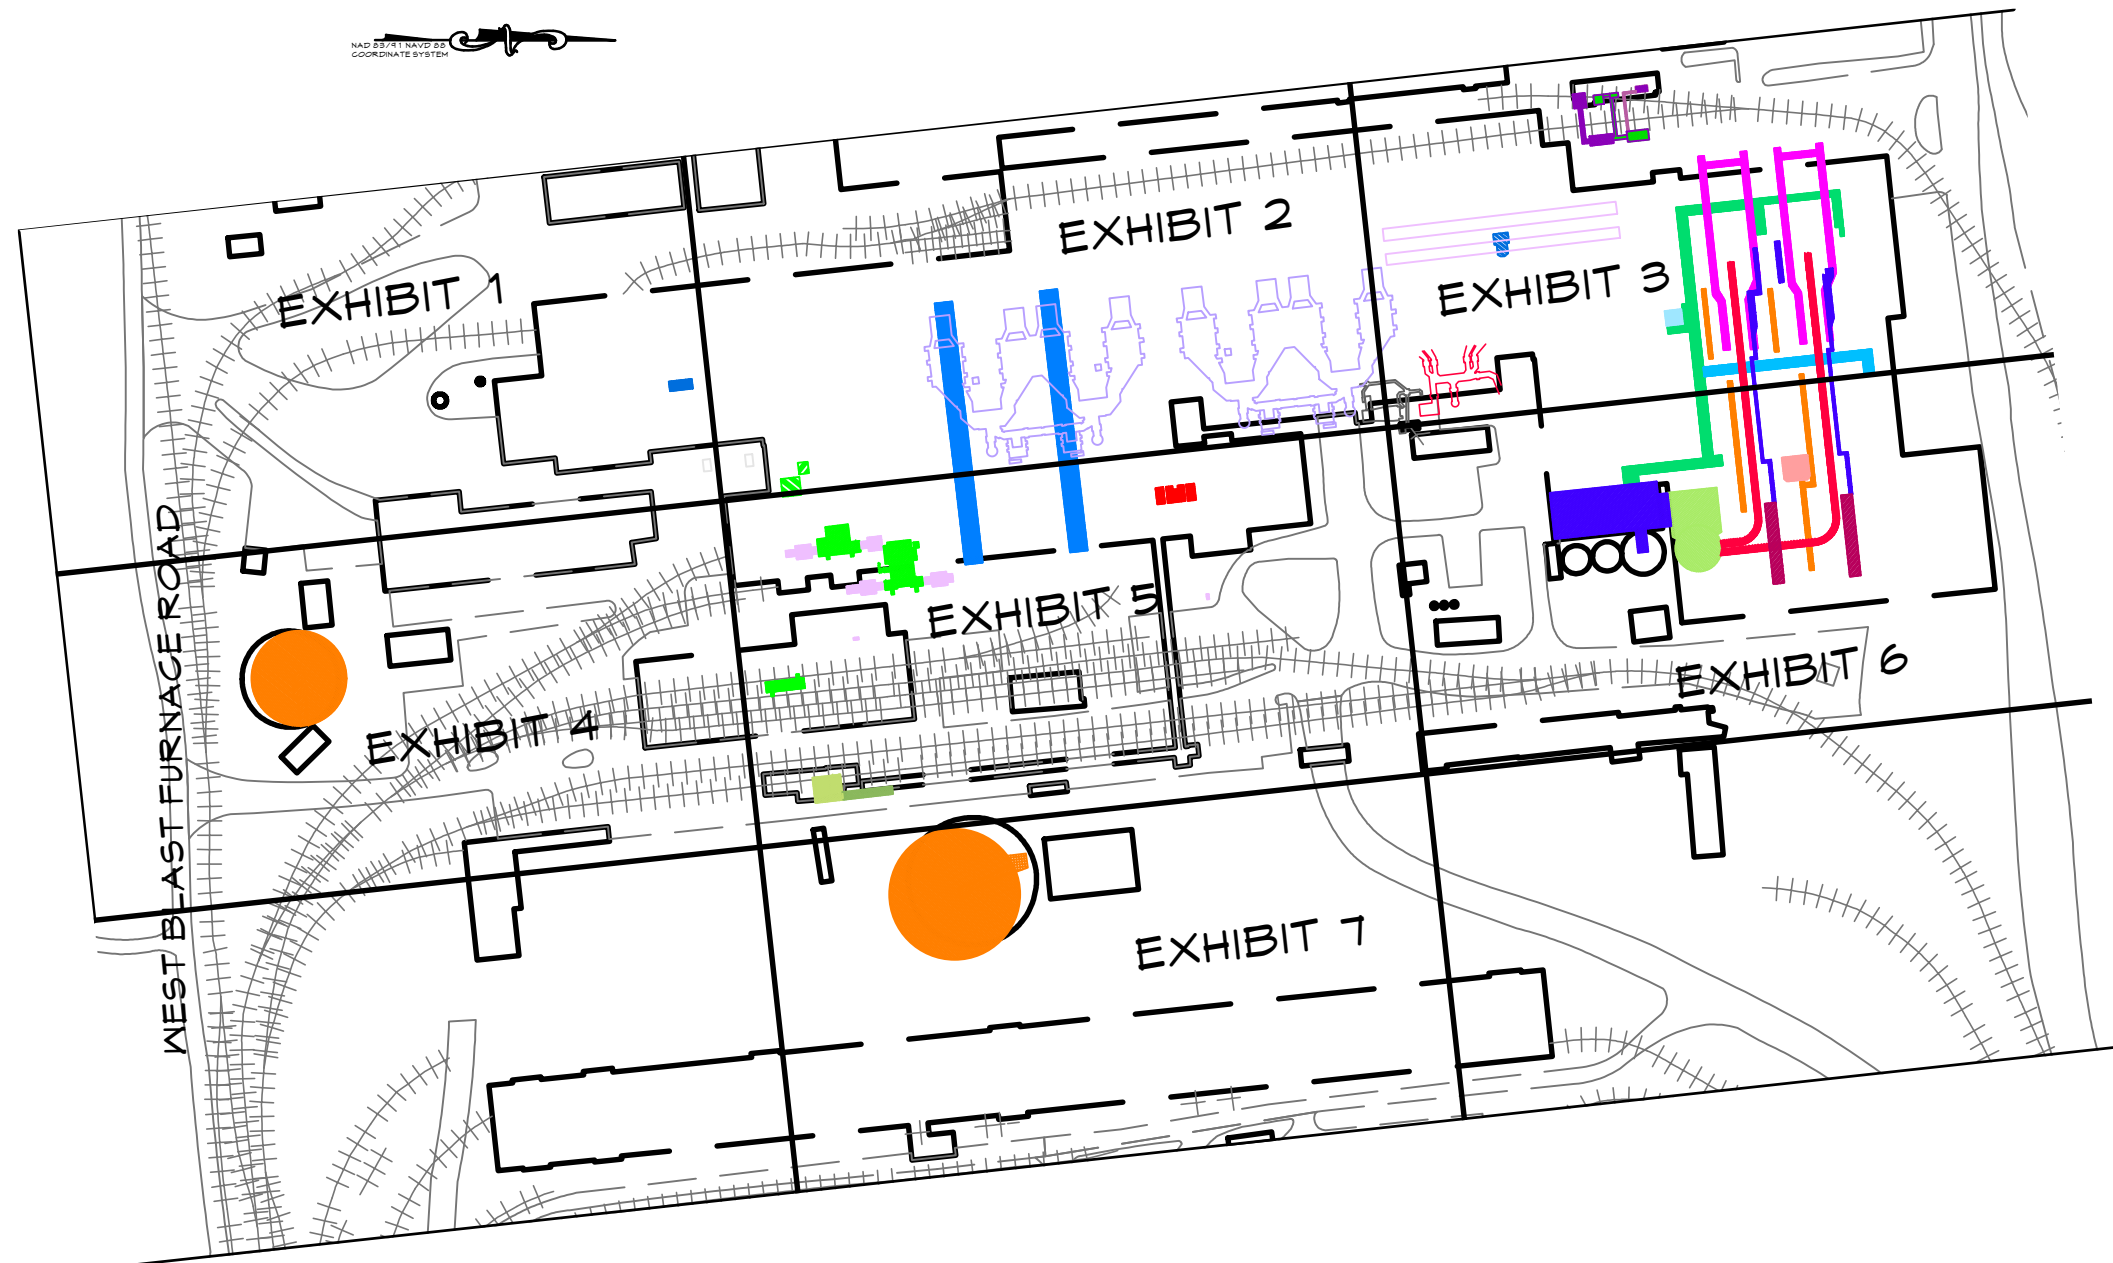 NAD 83/91 NAVD 88
COORDINATE SYSTEM
EXHIBIT 1
EXHIBIT 2
EXHIBIT 3
EXHIBIT 4
EXHIBIT 5
EXHIBIT 6
EXHIBIT 7
WEST BLAST FURNACE ROAD